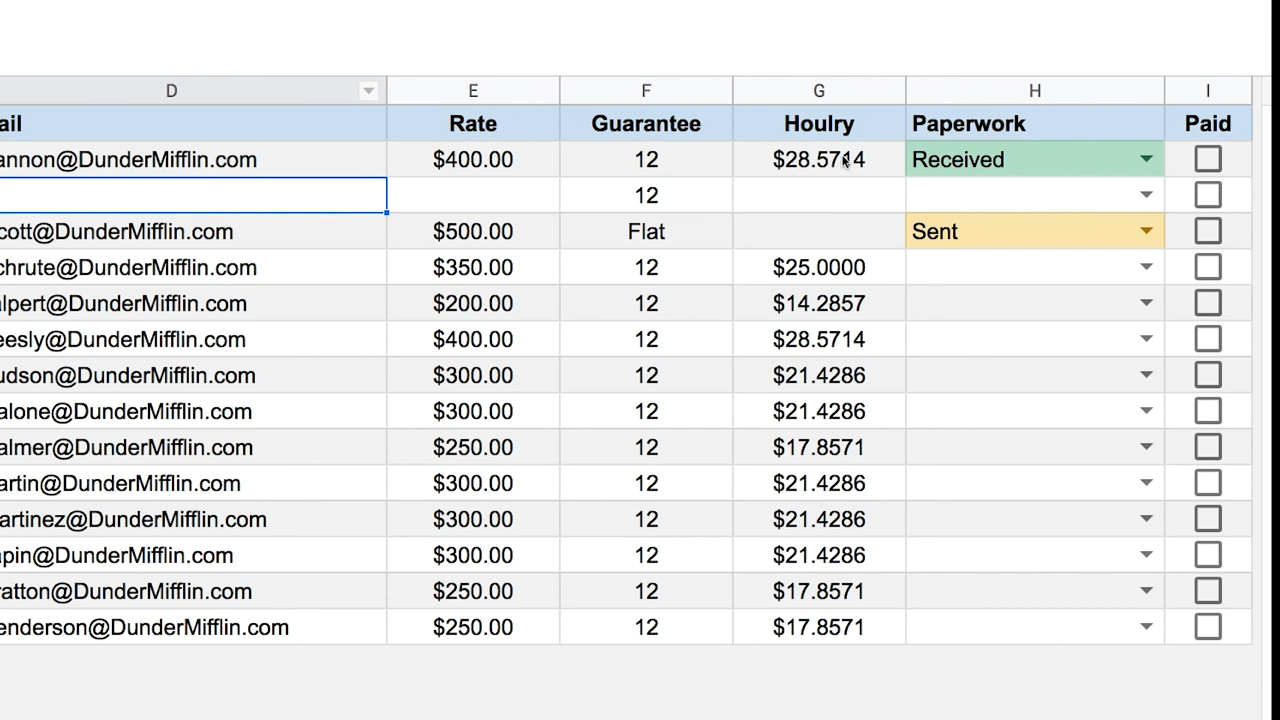 D E F G H I
ail Rate Guarantee Houlry Paperwork Paid
annon@DunderMifflin.com $400.00 12 $28.5714 Received
12
cott@DunderMifflin.com $500.00 Flat Sent
chrute@DunderMifflin.com $350.00 12 $25.0000
alpert@DunderMifflin.com $200.00 12 $14.2857
eesly@DunderMifflin.com $400.00 12 $28.5714
udson@DunderMifflin.com $300.00 12 $21.4286
alone@DunderMifflin.com $300.00 12 $21.4286
almer@DunderMifflin.com $250.00 12 $17.8571
artin@DunderMifflin.com $300.00 12 $21.4286
artinez@DunderMifflin.com $300.00 12 $21.4286
apin@DunderMifflin.com $300.00 12 $21.4286
ratton@DunderMifflin.com $250.00 12 $17.8571
enderson@DunderMifflin.com $250.00 12 $17.8571